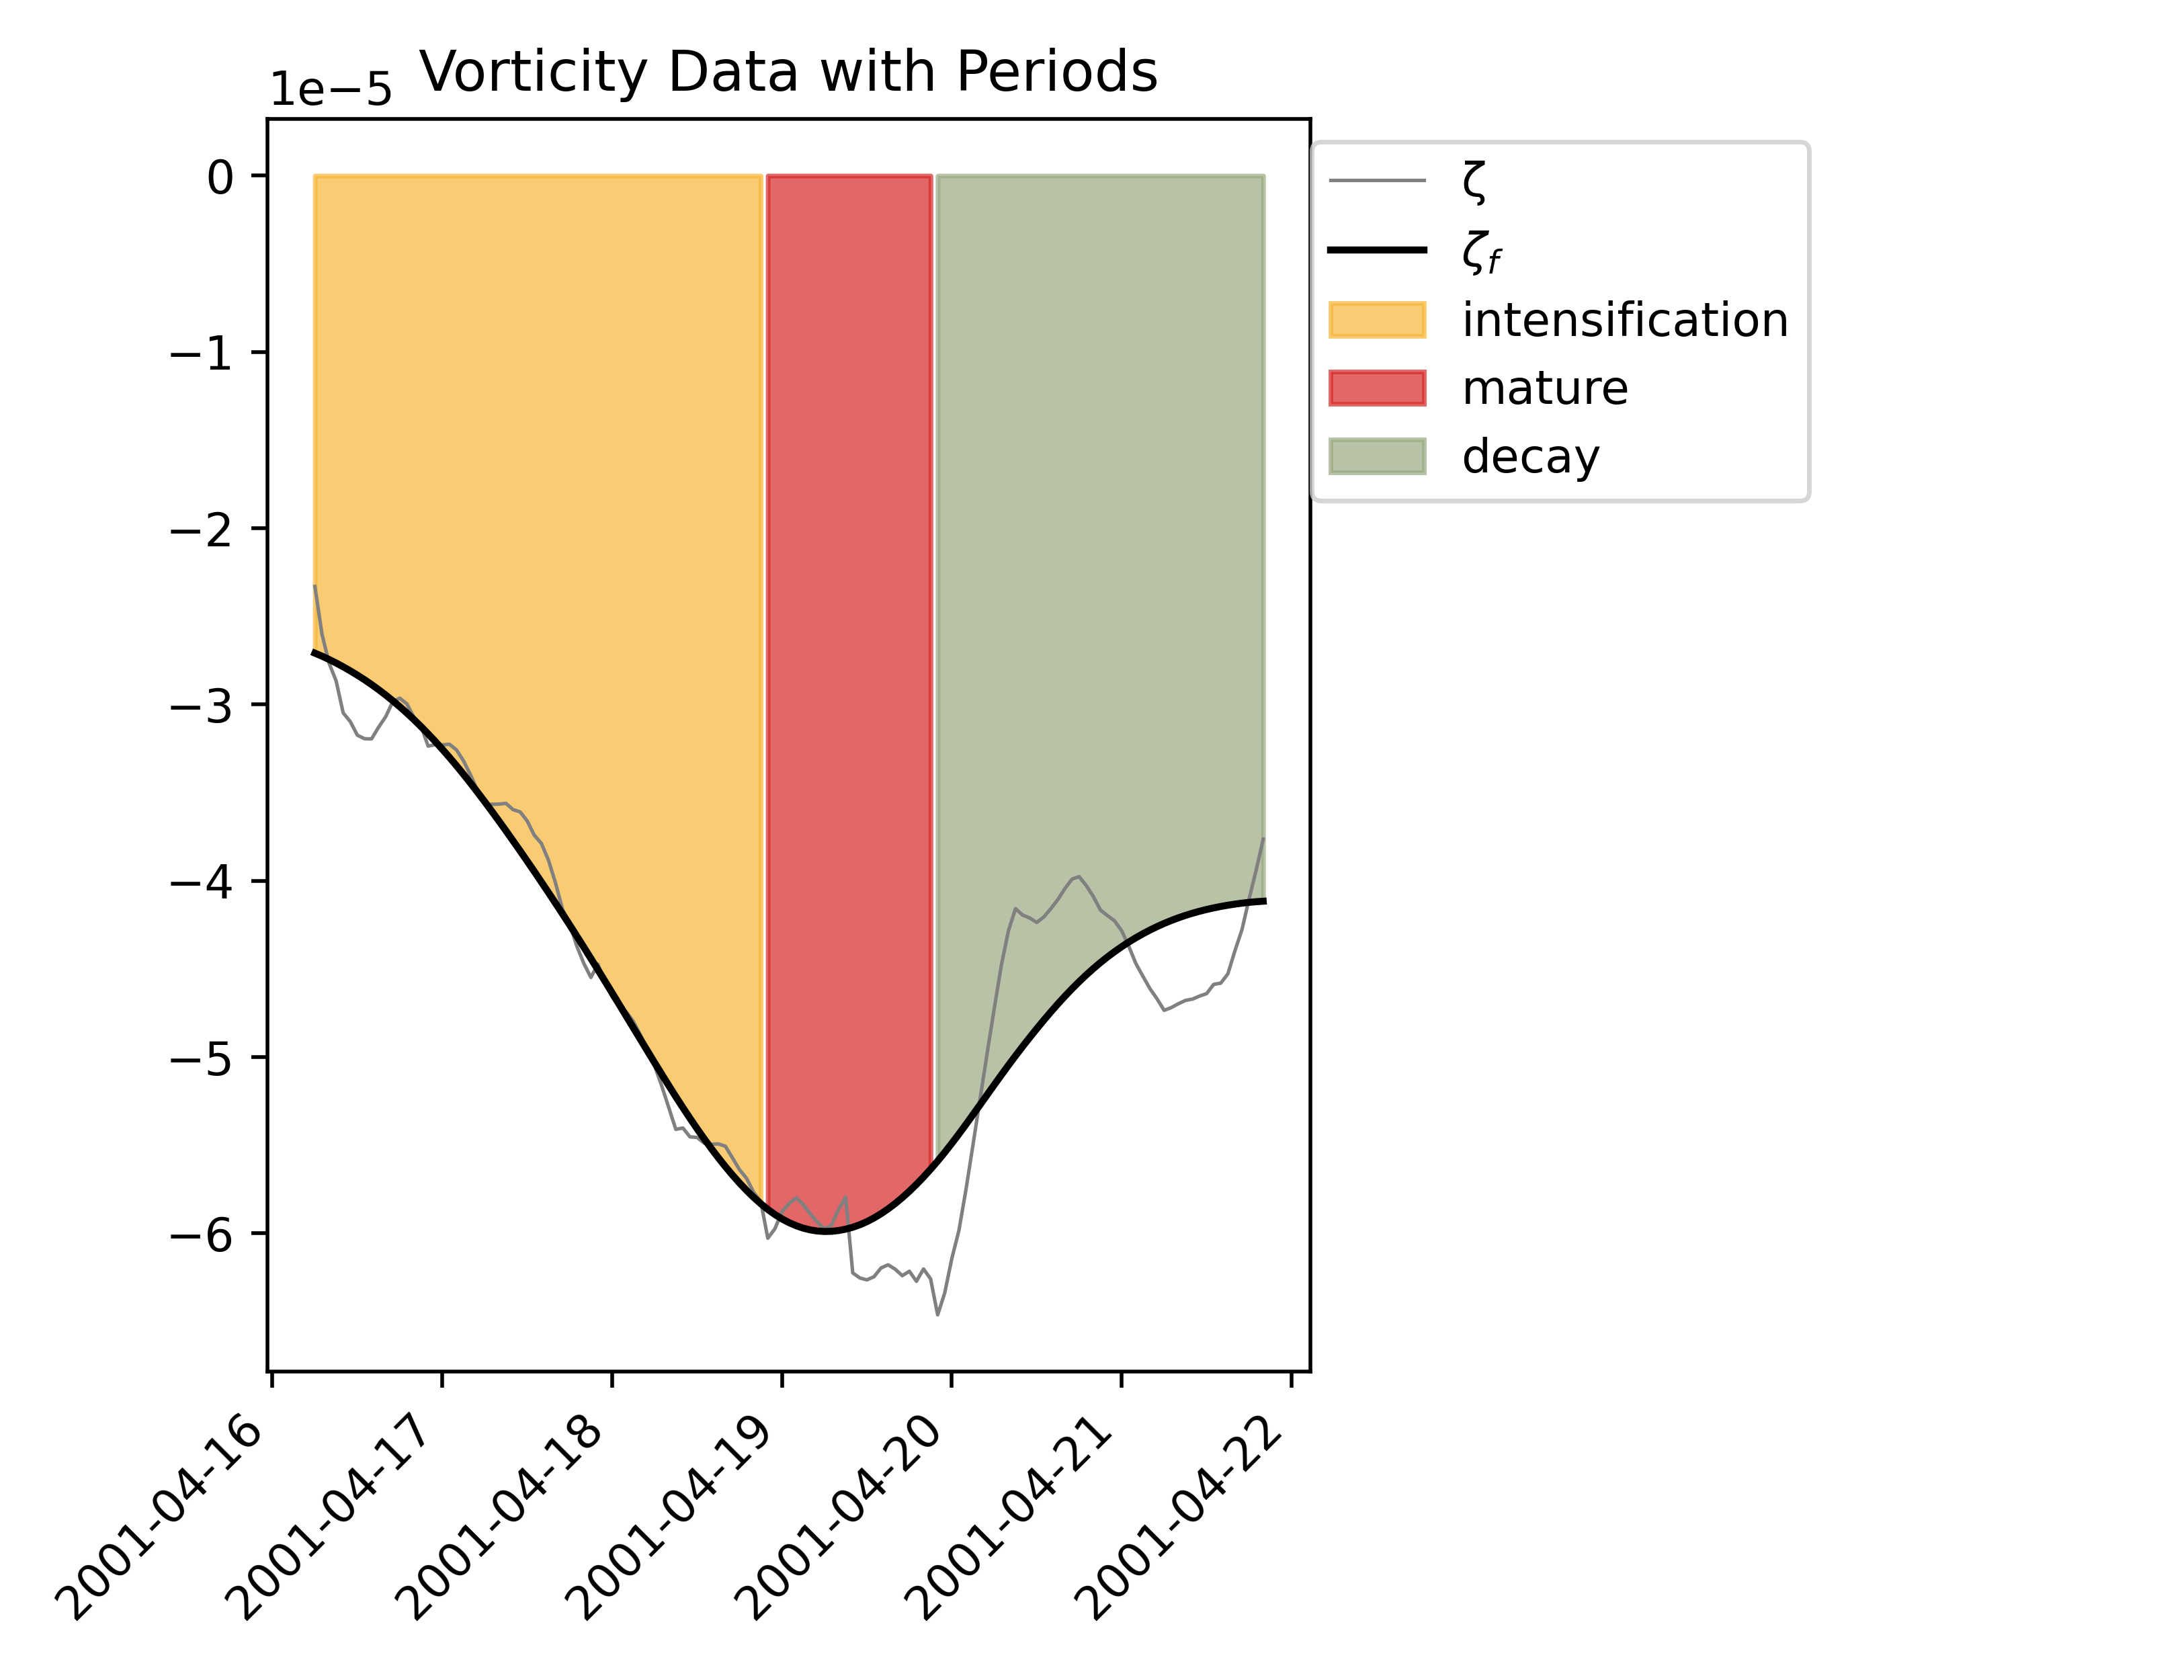 Vorticity Data with Periods
1e−5
0
−1
−2
−3
−4
−5
−6
2001-04-16
2001-04-17
2001-04-18
2001-04-19
2001-04-20
2001-04-21
2001-04-22
ζ
ζf
intensification
mature
decay